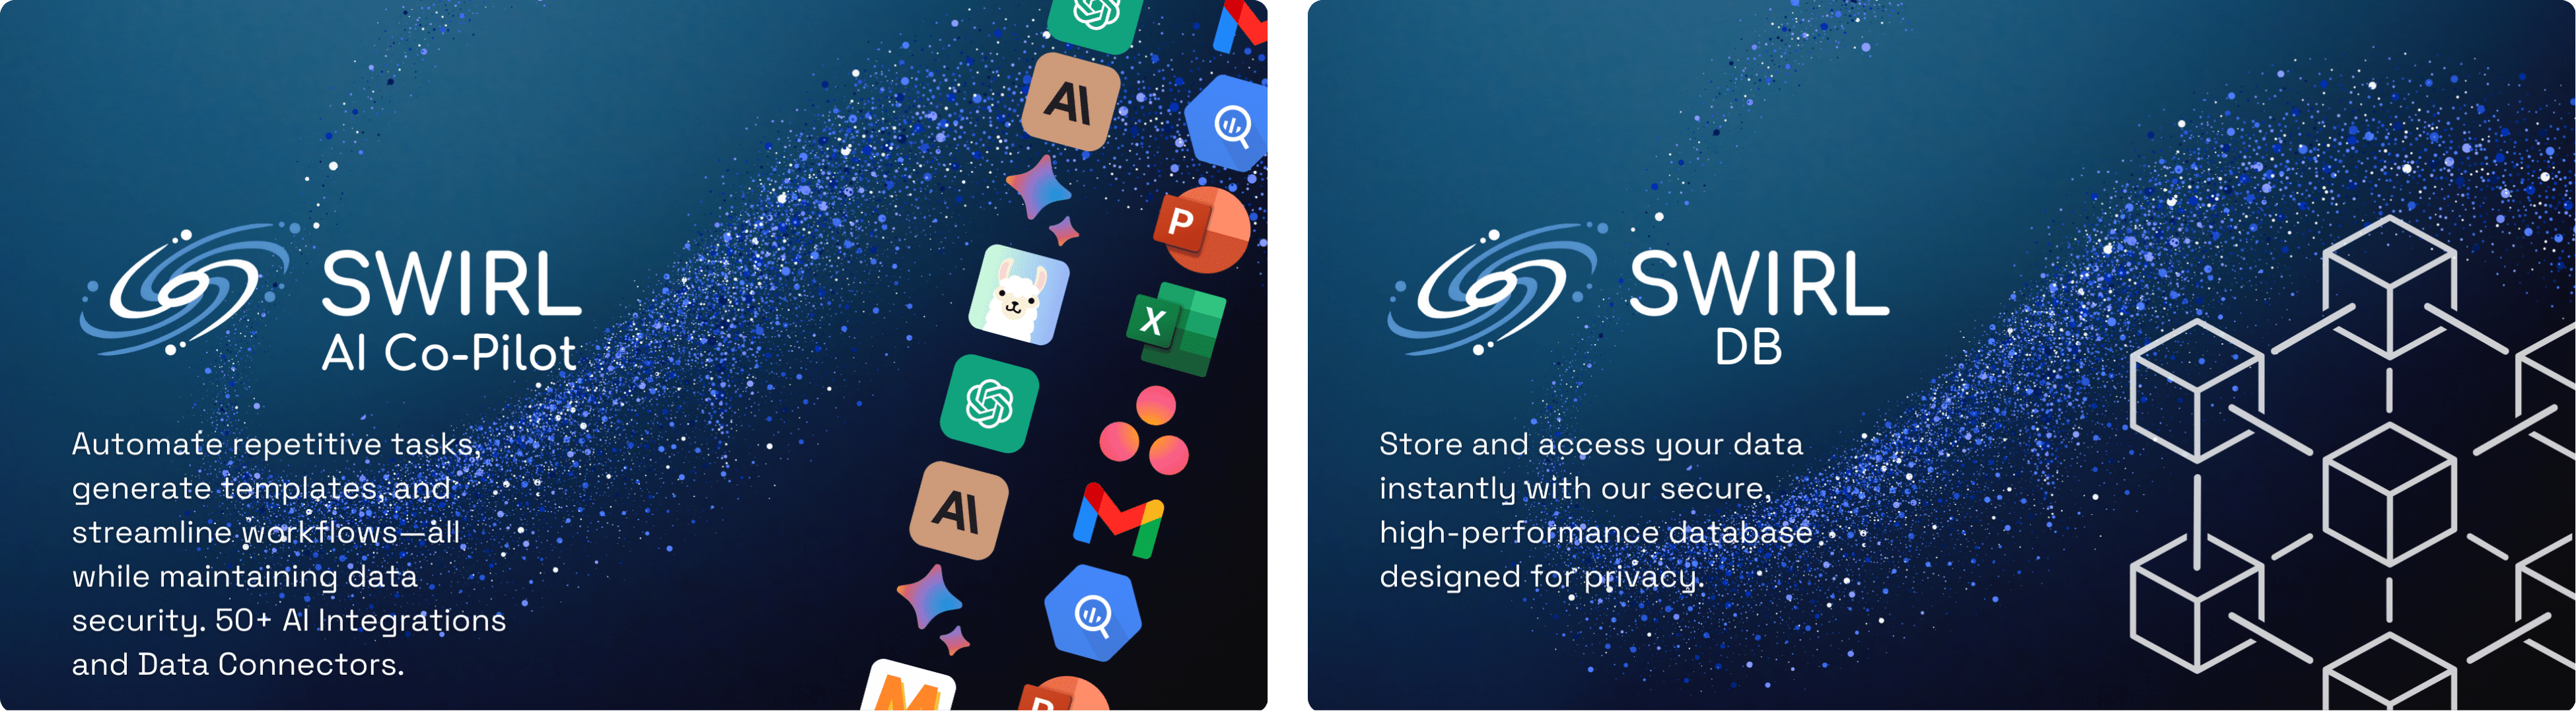 SWIRL
AI Co-Pilot
Automate repetitive tasks,
generate templates, and
streamline workflows—all
while maintaining data
security. 50+ AI Integrations
and Data Connectors.
AI
P
X
AI
M
P
SWIRL
DB
Store and access your data
instantly with our secure,
high-performance database
designed for privacy.